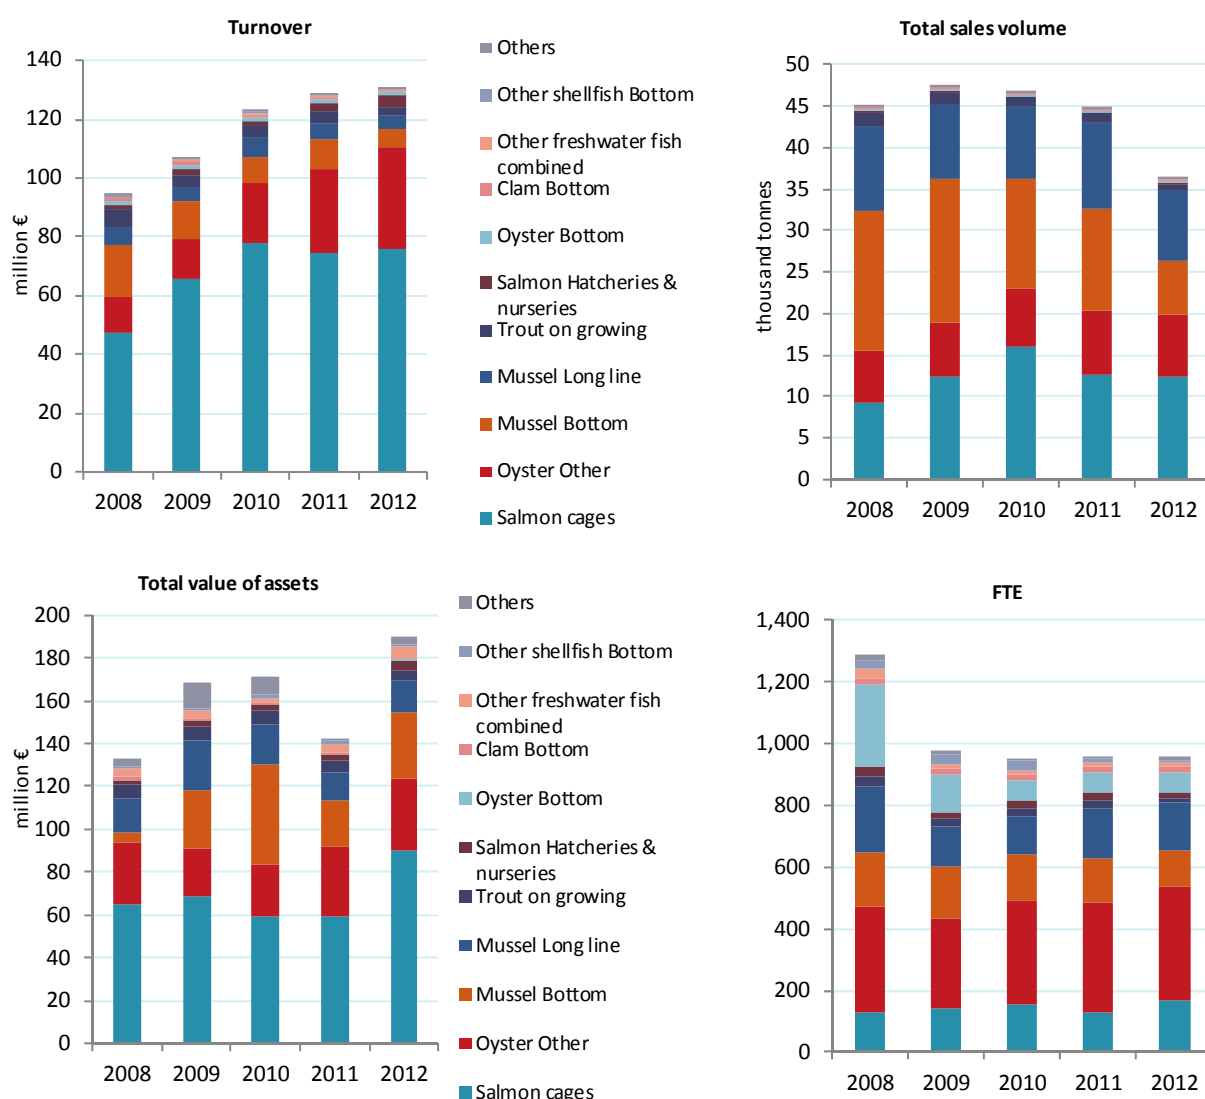 Turnover
140
120
100
80
60
40
20
0
million €
2008 2009 2010 2011 2012
Others
Other shellfish Bottom
Other freshwater fish
combined
Clam Bottom
Oyster Bottom
Salmon Hatcheries &
nurseries
Trout on growing
Mussel Long line
Mussel Bottom
Oyster Other
Salmon cages
Total sales volume
50
45
40
35
30
25
20
15
10
5
0
thousand tonnes
2008 2009 2010 2011 2012
Total value of assets
200
180
160
140
120
100
80
60
40
20
0
million €
2008 2009 2010 2011 2012
Others
Other shellfish Bottom
Other freshwater fish
combined
Clam Bottom
Oyster Bottom
Salmon Hatcheries &
nurseries
Trout on growing
Mussel Long line
Mussel Bottom
Oyster Other
Salmon cages
FTE
1,400
1,200
1,000
800
600
400
200
0
2008 2009 2010 2011 2012